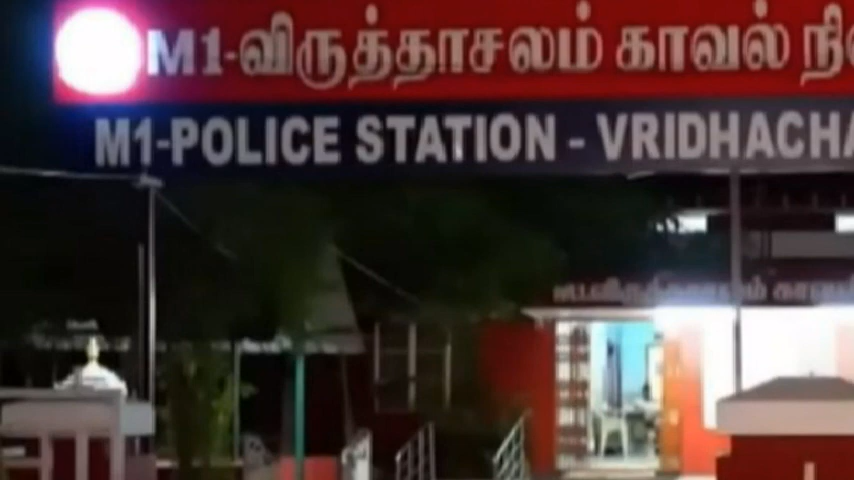 M1-விருத்தாசலம் காவல் நி
M1-POLICE STATION - VRIDHACHA